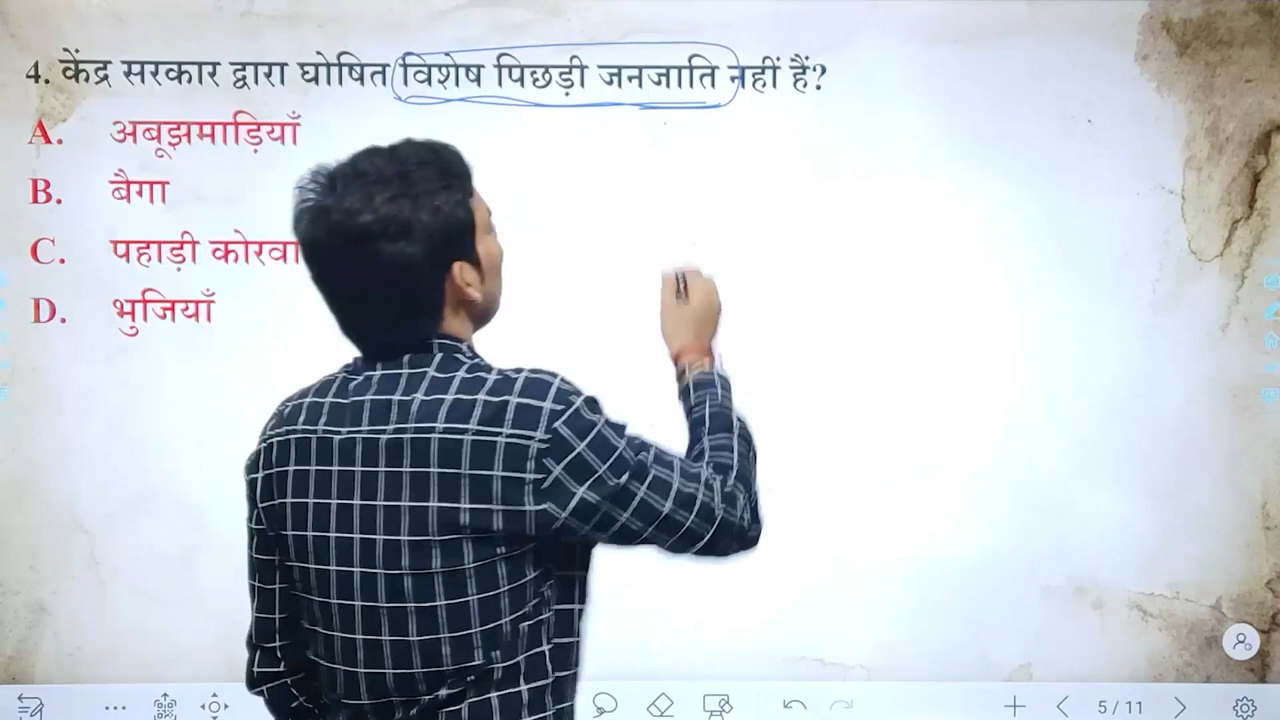 4. केंद्र सरकार द्वारा घोषित विशेष पिछड़ी जनजाति नहीं हैं?
A. अबूझमाड़ियाँ
B. बैगा
C. पहाड़ी कोरवा
D. भुजियाँ
5 / 11